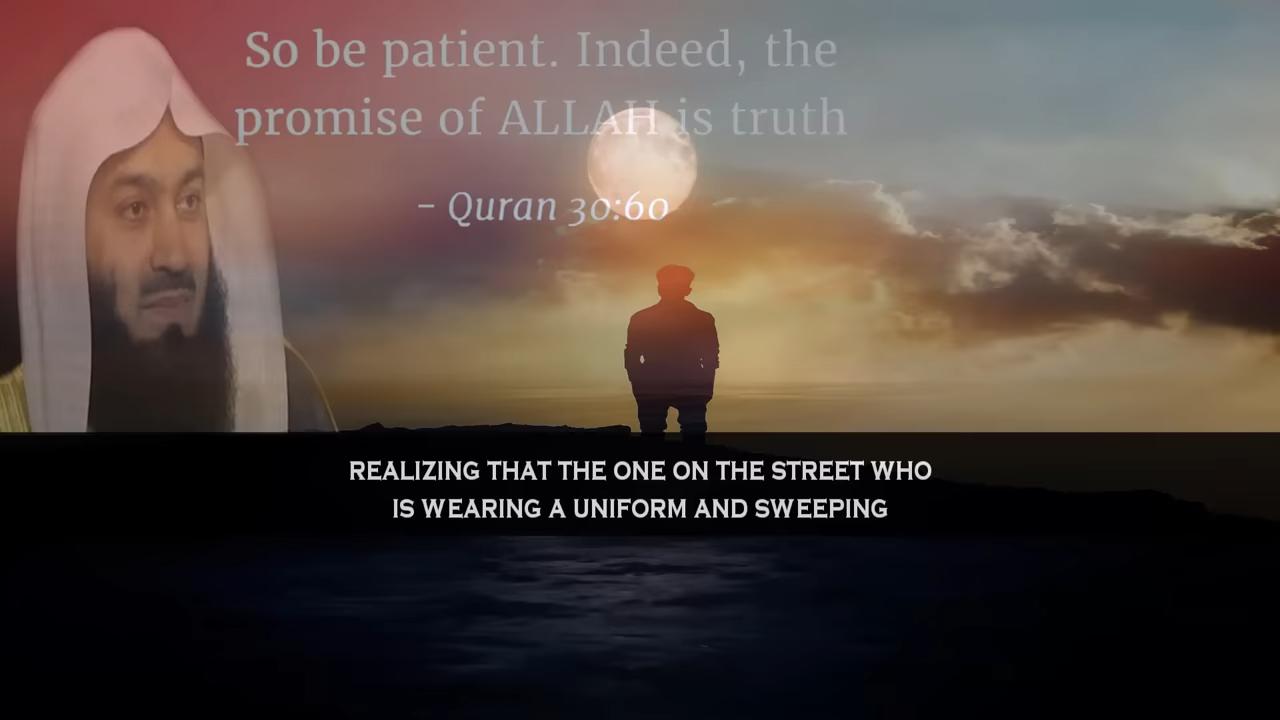 So be patient. Indeed, the
promise of ALLAH is truth
– Quran 30:60
REALIZING THAT THE ONE ON THE STREET WHO
IS WEARING A UNIFORM AND SWEEPING